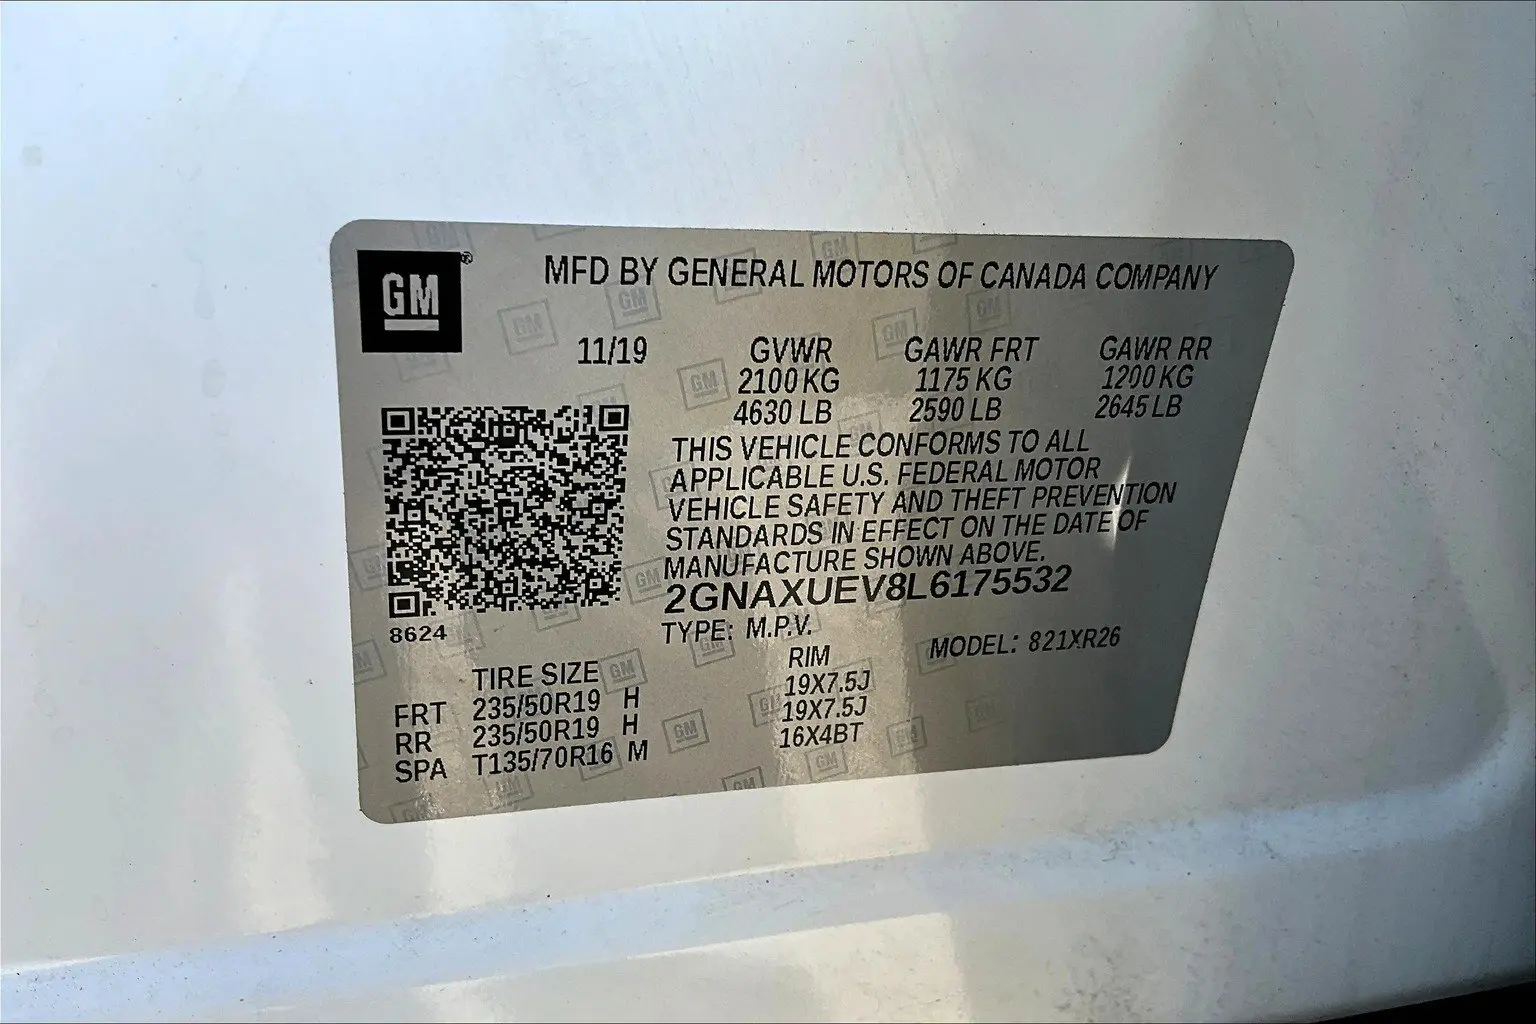 GM
MFD BY GENERAL MOTORS OF CANADA COMPANY
11/19 GVWR GAWR FRT GAWR RR
2100 KG 1175 KG 1200 KG
4630 LB 2590 LB 2645 LB
THIS VEHICLE CONFORMS TO ALL
APPLICABLE U.S. FEDERAL MOTOR
VEHICLE SAFETY AND THEFT PREVENTION
STANDARDS IN EFFECT ON THE DATE OF
MANUFACTURE SHOWN ABOVE.
2GNAXUEV8L6175532
8624
TYPE: M.P.V. MODEL: 821XR26
TIRE SIZE RIM
FRT 235/50R19 H 19X7.5J
RR 235/50R19 H 19X7.5J
SPA T135/70R16 M 16X4BT